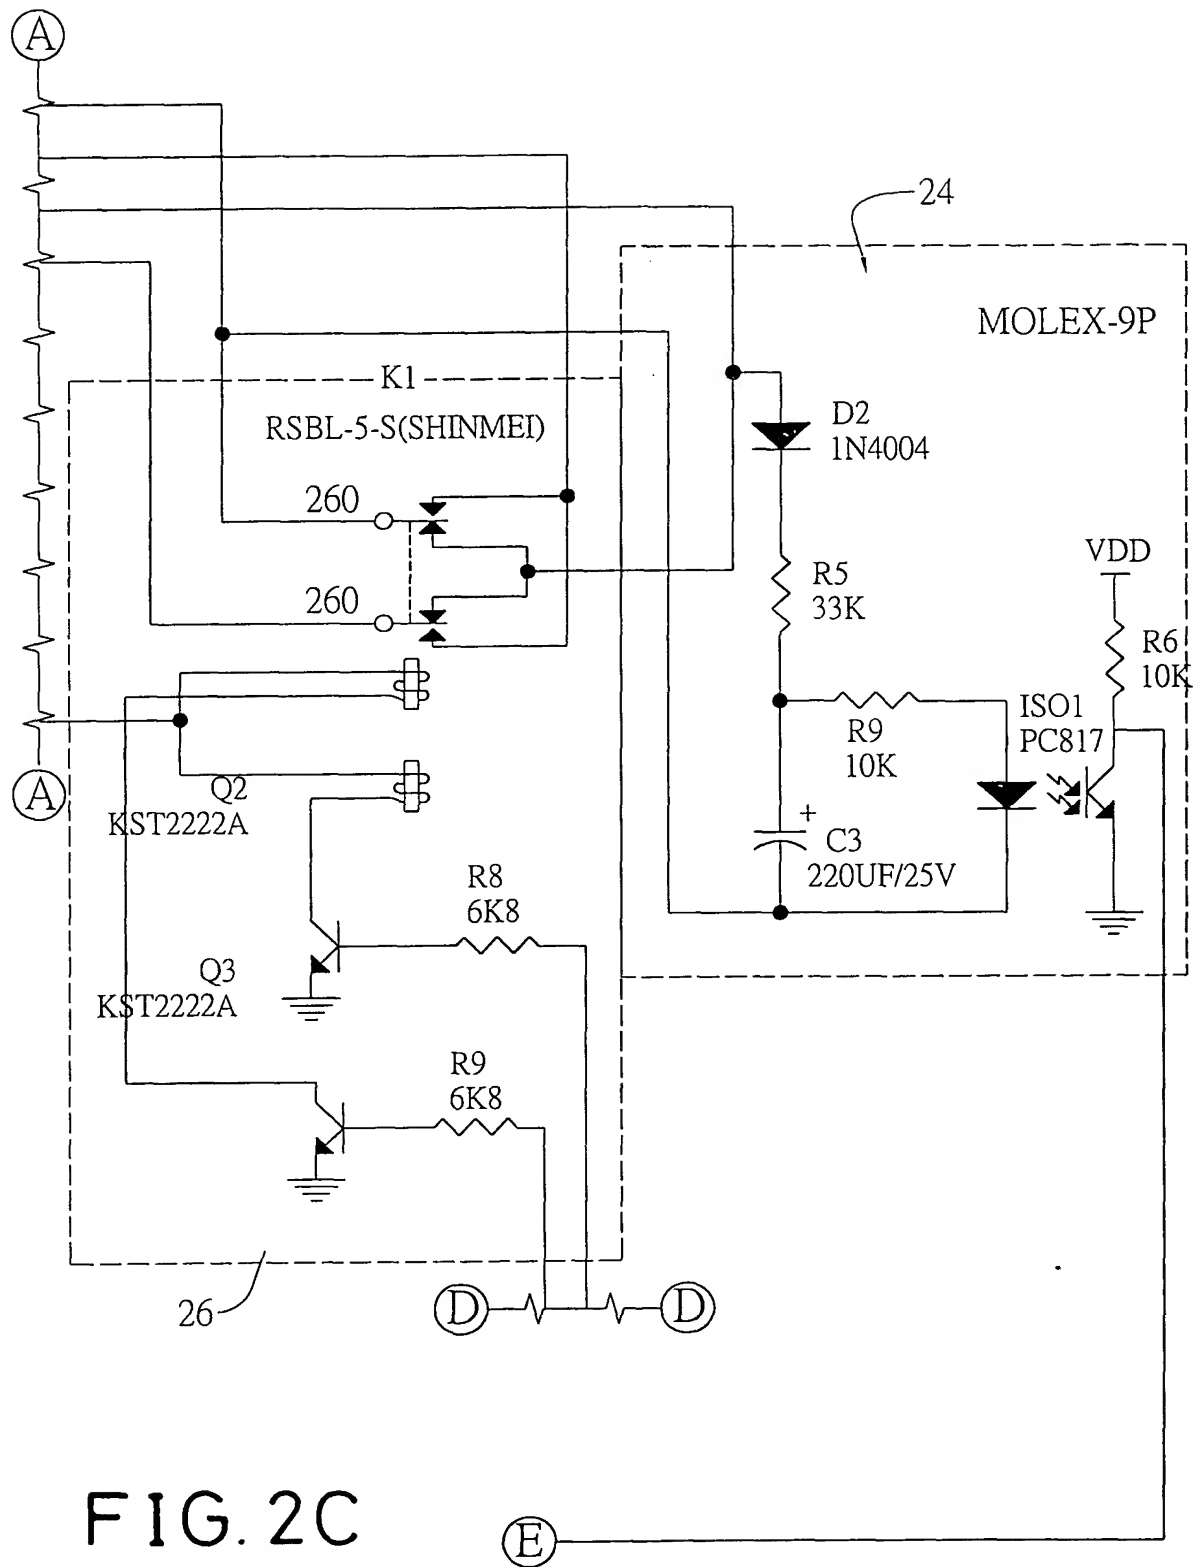 A
24
MOLEX-9P
K1
RSBL-5-S(SHINMEI)
D2
1N4004
260
VDD
R5
33K
260
R6
10K
ISO1
PC817
R9
10K
A
Q2
KST2222A
+
C3
220UF/25V
R8
6K8
Q3
KST2222A
R9
6K8
26
D
D
FIG. 2C
E